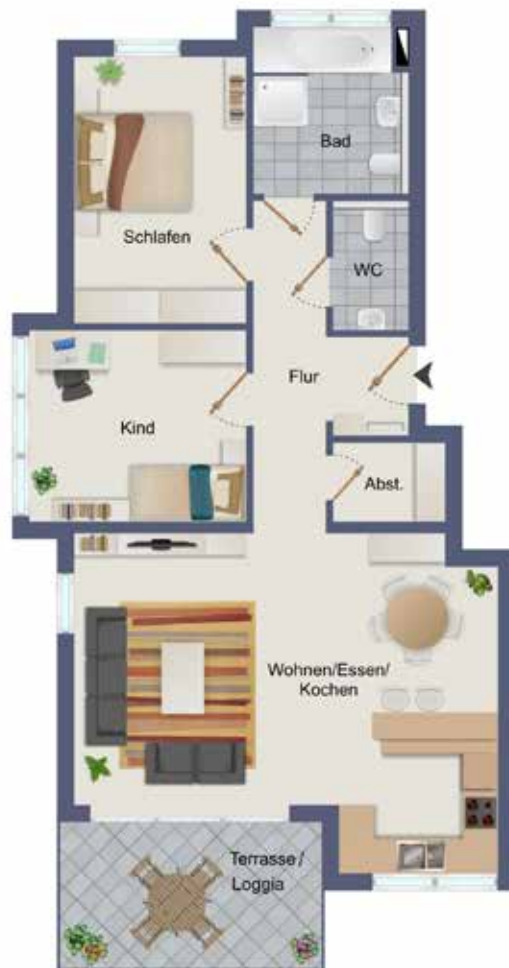 Bad
Schlafen
WC
Flur
Kind
Abst.
Wohnen/Essen/
Kochen
Terrasse/
Loggia